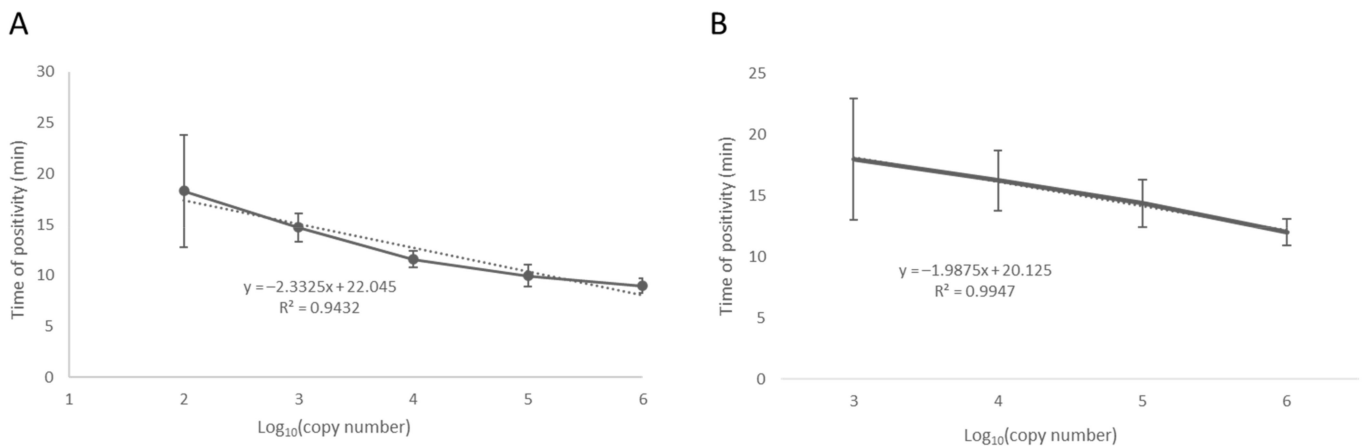 A
30
25
20
15
10
5
0
Time of positivity (min)
y = –2.3325x + 22.045
R² = 0.9432
1 2 3 4 5 6
Log₁₀(copy number)
B
25
20
15
10
5
0
Time of positivity (min)
y = –1.9875x + 20.125
R² = 0.9947
3 4 5 6
Log₁₀(copy number)